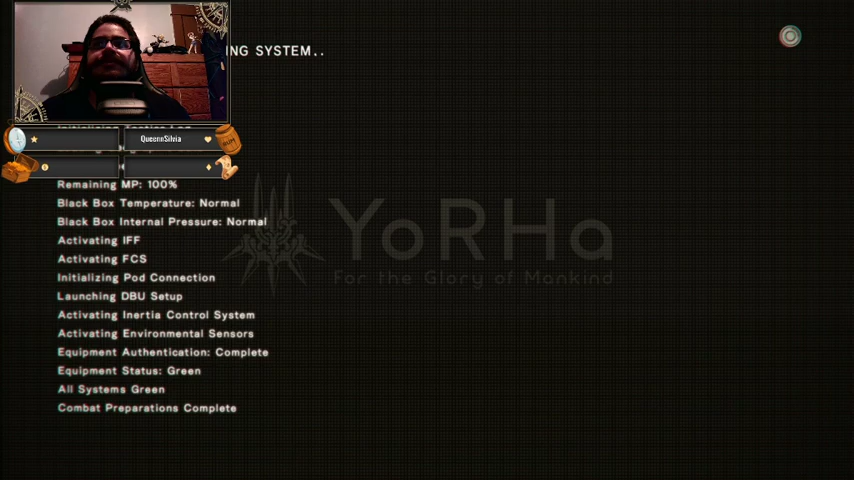 NG SYSTEM..
QueennSilvia
RUM
Remaining MP: 100%
Black Box Temperature: Normal
Black Box Internal Pressure: Normal
Activating IFF
Activating FCS
Initializing Pod Connection
Launching DBU Setup
Activating Inertia Control System
Activating Environmental Sensors
Equipment Authentication: Complete
Equipment Status: Green
All Systems Green
Combat Preparations Complete
YoRHa
For the Glory of Mankind